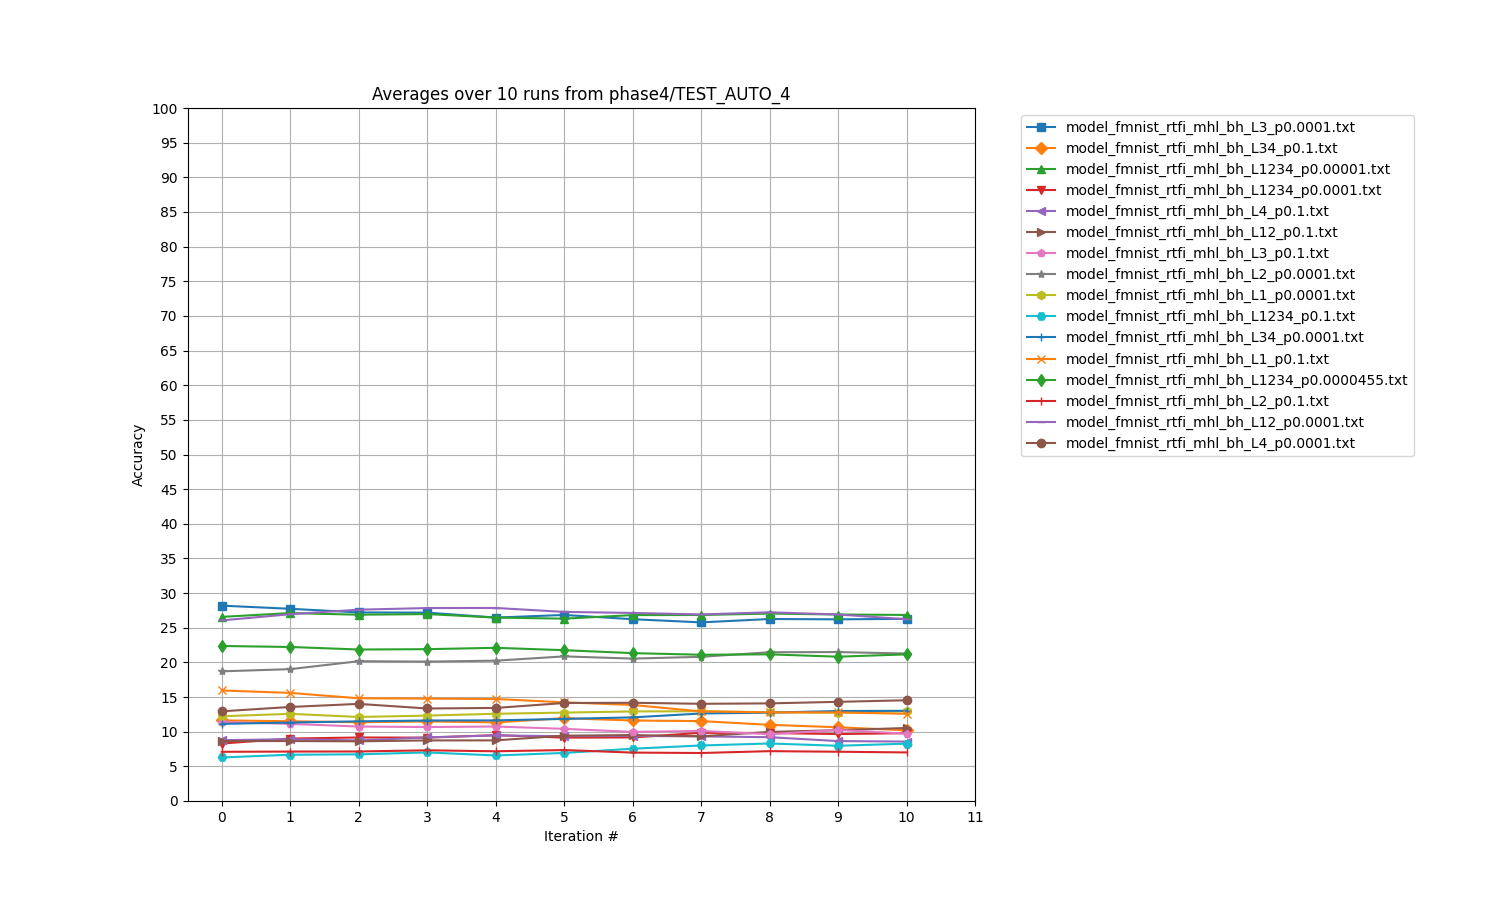 Averages over 10 runs from phase4/TEST_AUTO_4
100
95
90
85
80
75
70
65
60
55
50
45
40
35
30
25
20
15
10
5
0
Accuracy
0 1 2 3 4 5 6 7 8 9 10 11
Iteration #
model_fmnist_rtfi_mhl_bh_L3_p0.0001.txt
model_fmnist_rtfi_mhl_bh_L34_p0.1.txt
model_fmnist_rtfi_mhl_bh_L1234_p0.00001.txt
model_fmnist_rtfi_mhl_bh_L1234_p0.0001.txt
model_fmnist_rtfi_mhl_bh_L4_p0.1.txt
model_fmnist_rtfi_mhl_bh_L12_p0.1.txt
model_fmnist_rtfi_mhl_bh_L3_p0.1.txt
model_fmnist_rtfi_mhl_bh_L2_p0.0001.txt
model_fmnist_rtfi_mhl_bh_L1_p0.0001.txt
model_fmnist_rtfi_mhl_bh_L1234_p0.1.txt
model_fmnist_rtfi_mhl_bh_L34_p0.0001.txt
model_fmnist_rtfi_mhl_bh_L1_p0.1.txt
model_fmnist_rtfi_mhl_bh_L1234_p0.0000455.txt
model_fmnist_rtfi_mhl_bh_L2_p0.1.txt
model_fmnist_rtfi_mhl_bh_L12_p0.0001.txt
model_fmnist_rtfi_mhl_bh_L4_p0.0001.txt